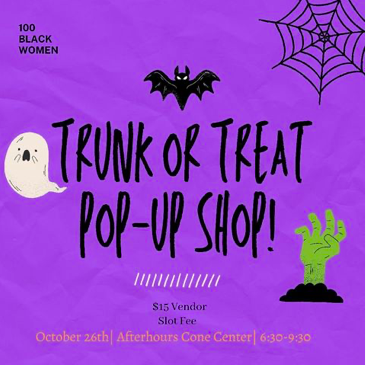 100
BLACK
WOMEN
TRUNK OR TREAT
POP-UP SHOP!
$15 Vendor
Slot Fee
October 26th| Afterhours Cone Center| 6:30-9:30